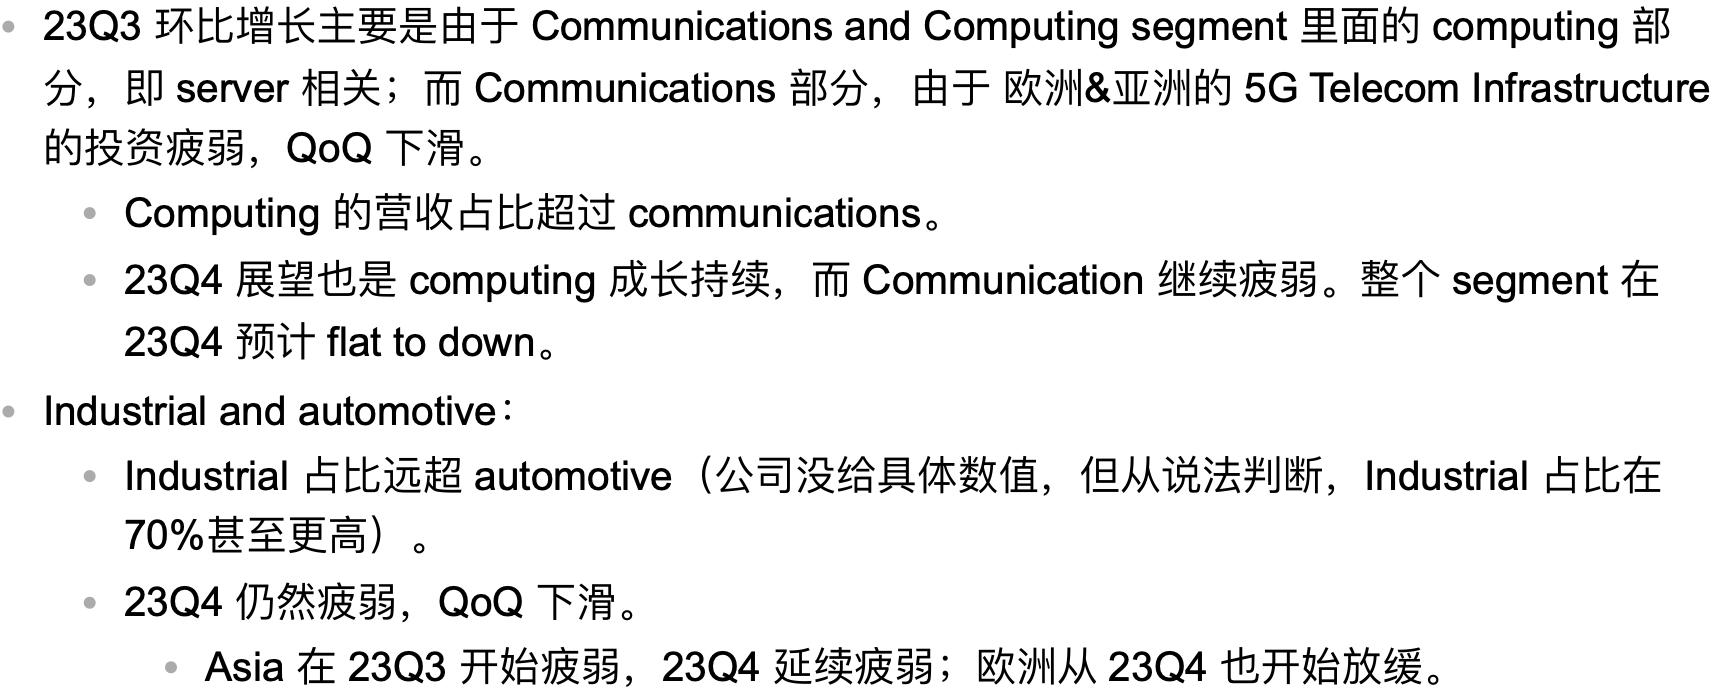 23Q3 环比增长主要是由于 Communications and Computing segment 里面的 computing 部
分，即 server 相关；而 Communications 部分，由于 欧洲&亚洲的 5G Telecom Infrastructure
的投资疲弱，QoQ 下滑。
Computing 的营收占比超过 communications。
23Q4 展望也是 computing 成长持续，而 Communication 继续疲弱。整个 segment 在
23Q4 预计 flat to down。
Industrial and automotive：
Industrial 占比远超 automotive（公司没给具体数值，但从说法判断，Industrial 占比在
70%甚至更高）。
23Q4 仍然疲弱，QoQ 下滑。
Asia 在 23Q3 开始疲弱，23Q4 延续疲弱；欧洲从 23Q4 也开始放缓。